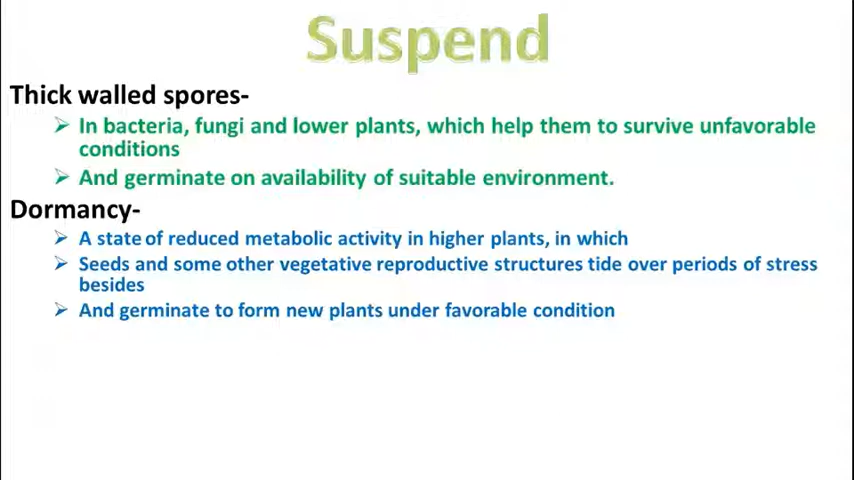 Suspend
Thick walled spores-
➢ In bacteria, fungi and lower plants, which help them to survive unfavorable
conditions
➢ And germinate on availability of suitable environment.
Dormancy-
➢ A state of reduced metabolic activity in higher plants, in which
➢ Seeds and some other vegetative reproductive structures tide over periods of stress
besides
➢ And germinate to form new plants under favorable condition